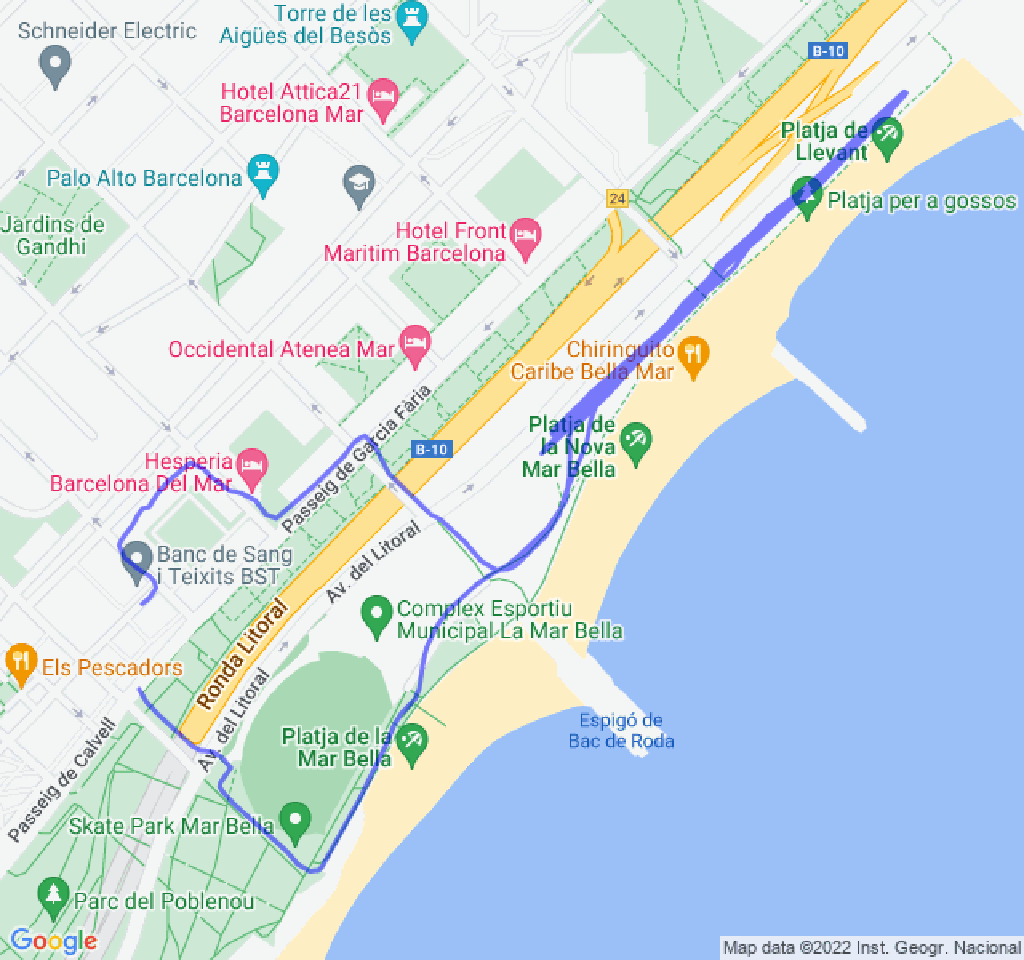 Torre de les
Aigües del Besòs
Schneider Electric
B-10
Hotel Attica21
Barcelona Mar
Platja de
Llevant
Palo Alto Barcelona
24
Platja per a gossos
Jardins de
Gandhi
Hotel Front
Maritim Barcelona
Occidental Atenea Mar
Chiringuito
Caribe Bella Mar
Passeig de Garcia Fària
Platja de
la Nova
Mar Bella
B-10
Hesperia
Barcelona Del Mar
Banc de Sang
i Teixits BST
Av. del Litoral
Complex Esportiu
Municipal La Mar Bella
Ronda Litoral
Els Pescadors
Av. del Litoral
Espigó de
Bac de Roda
Platja de la
Mar Bella
Passeig de Calvell
Skate Park Mar Bella
Parc del Poblenou
Google
Map data ©2022 Inst. Geogr. Nacional